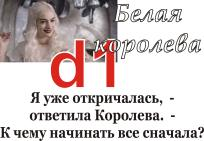 Белая
королева
d1
Я уже откричалась, -
ответила Королева. -
К чему начинать все сначала?